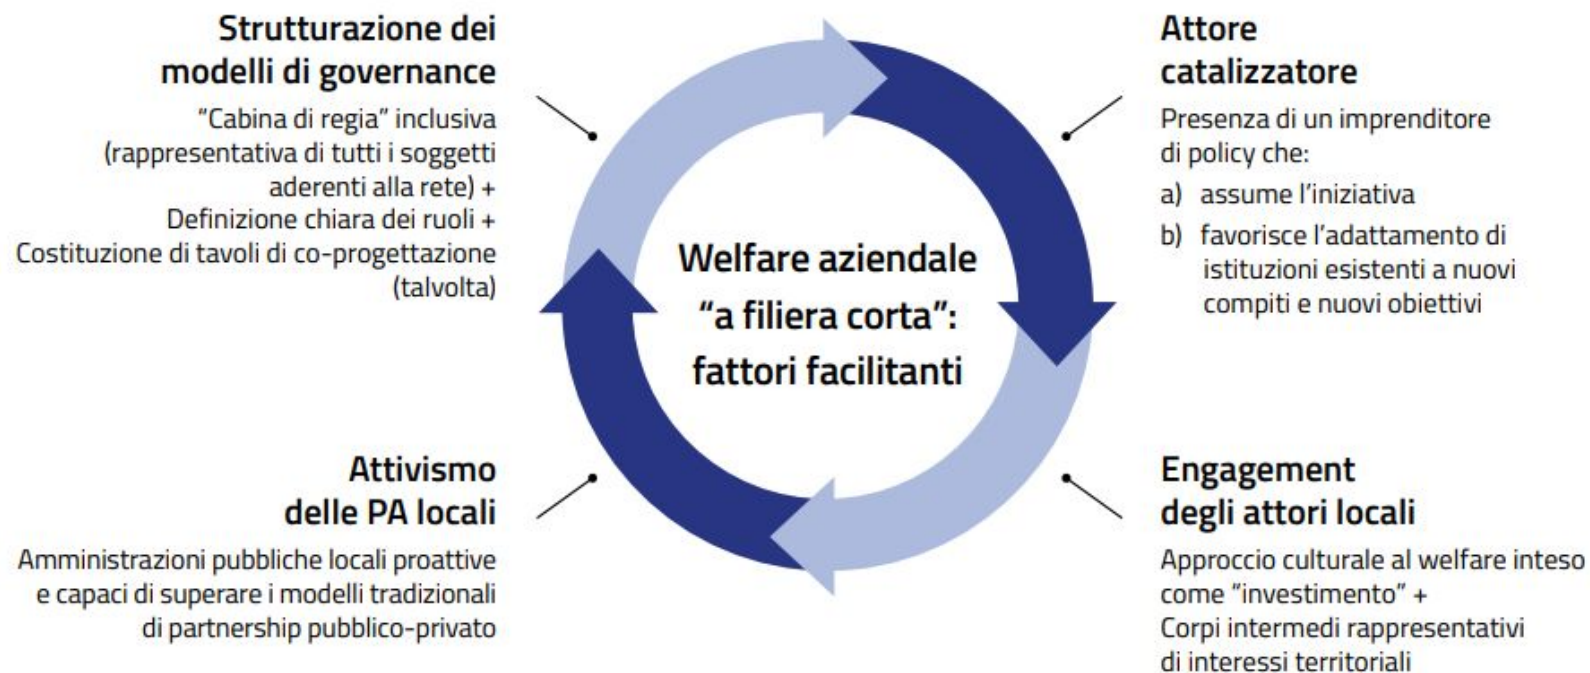 Strutturazione dei
modelli di governance
“Cabina di regia” inclusiva
(rappresentativa di tutti i soggetti
aderenti alla rete) +
Definizione chiara dei ruoli +
Costituzione di tavoli di co-progettazione
(talvolta)
Attore
catalizzatore
Presenza di un imprenditore
di policy che:
a) assume l’iniziativa
b) favorisce l’adattamento di
istituzioni esistenti a nuovi
compiti e nuovi obiettivi
Welfare aziendale
“a filiera corta”:
fattori facilitanti
Attivismo
delle PA locali
Amministrazioni pubbliche locali proattive
e capaci di superare i modelli tradizionali
di partnership pubblico-privato
Engagement
degli attori locali
Approccio culturale al welfare inteso
come “investimento” +
Corpi intermedi rappresentativi
di interessi territoriali